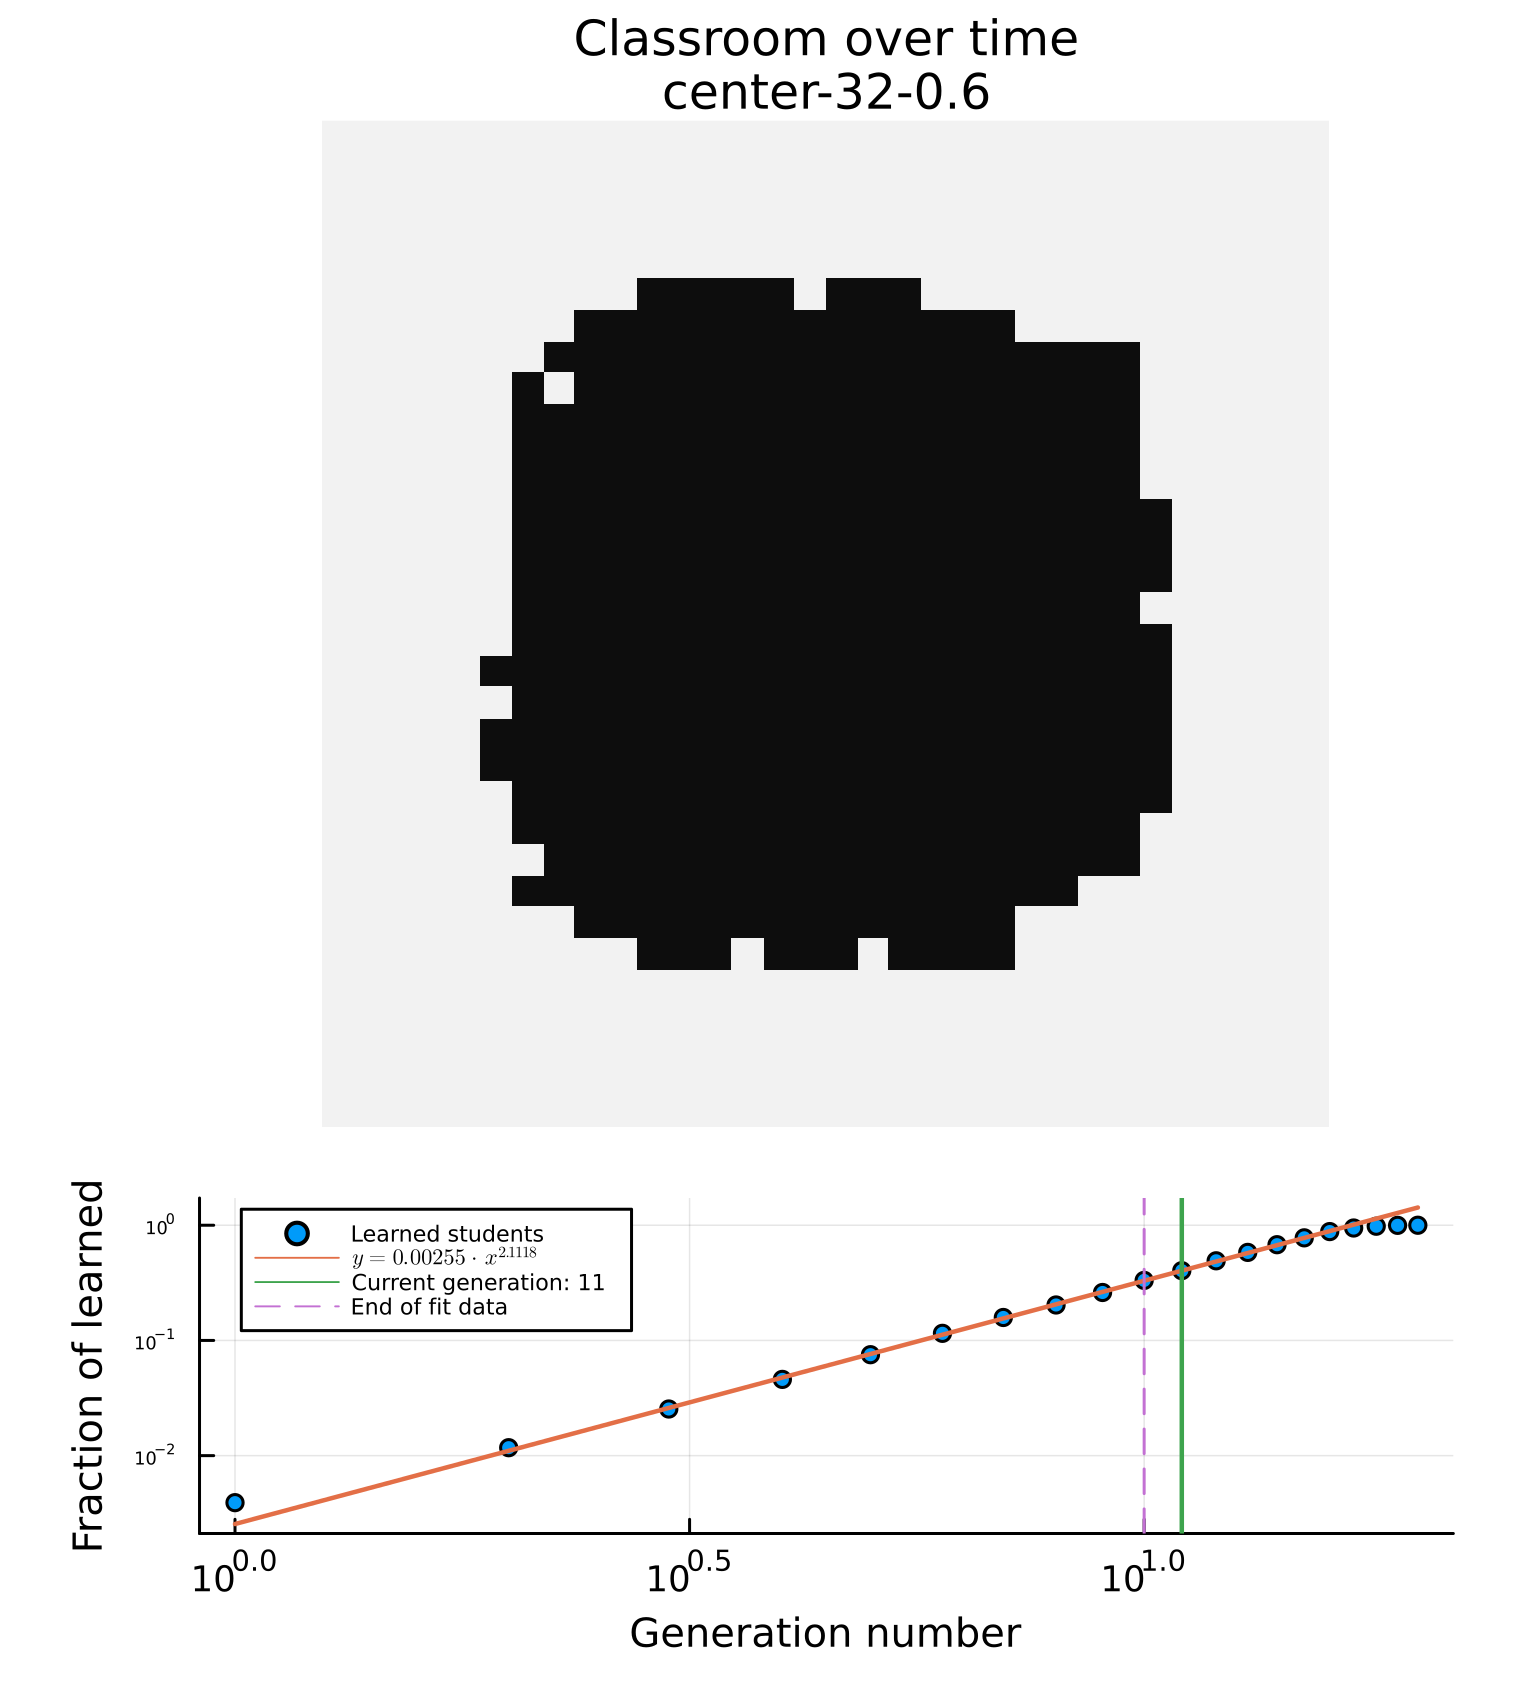 Classroom over time
center-32-0.6
Fraction of learned
10⁰
10⁻¹
10⁻²
Learned students
y = 0.00255 · x^2.1118
Current generation: 11
End of fit data
10^0.0
10^0.5
10^1.0
Generation number